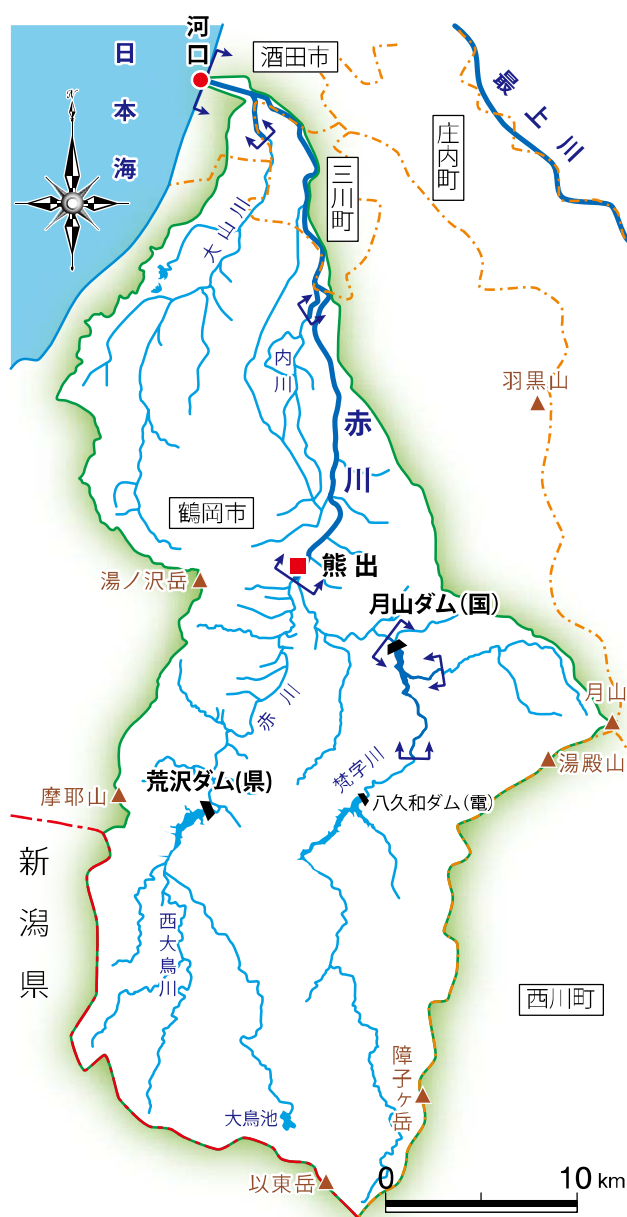 河口
日本海
酒田市
最上川
庄内町
三川町
大山川
内川
羽黒山
赤川
鶴岡市
熊出
湯ノ沢岳
月山ダム(国)
月山
赤川
湯殿山
荒沢ダム(県)
梵字川
摩耶山
八久和ダム(電)
新潟県
西大鳥川
西川町
障子ヶ岳
大鳥池
以東岳
0 10 km
N